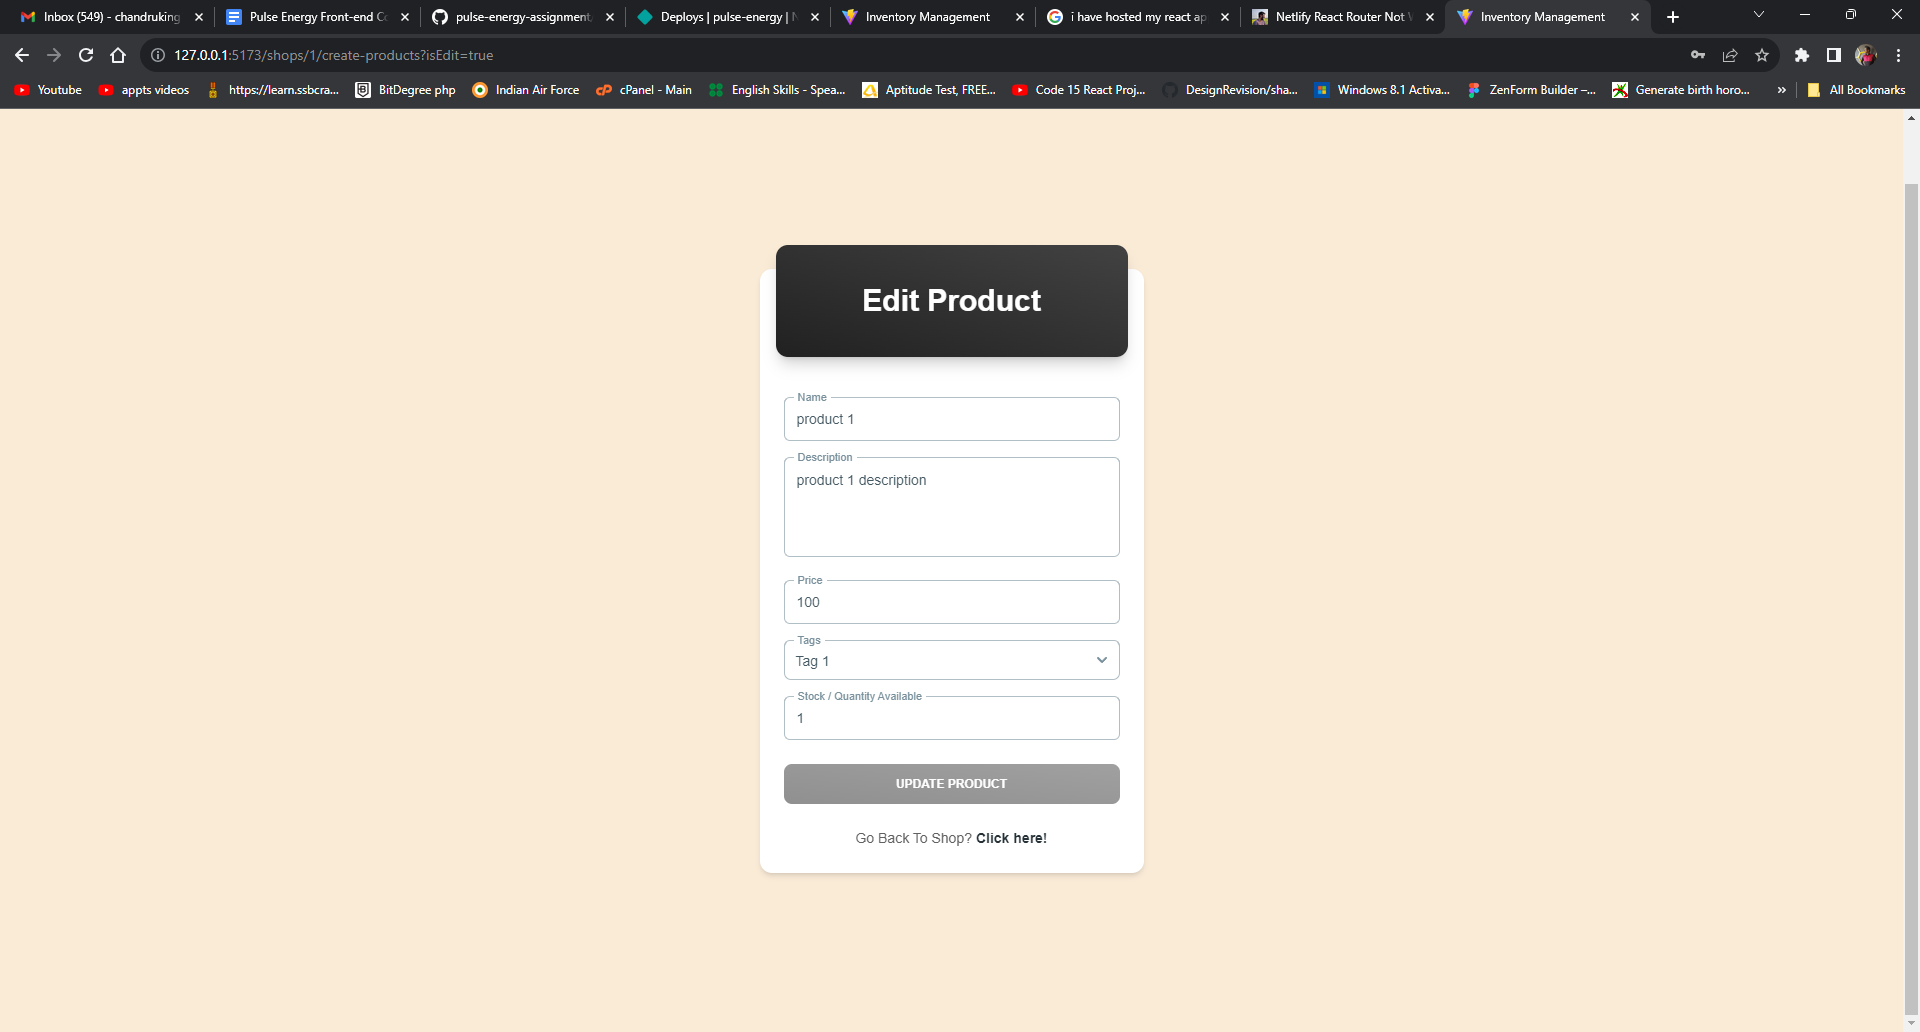 Inbox (549) - chandruking
Pulse Energy Front-end Co
pulse-energy-assignment
Deploys | pulse-energy | N
Inventory Management
i have hosted my react ap
Netlify React Router Not W
Inventory Management
127.0.0.1:5173/shops/1/create-products?isEdit=true
Youtube
appts videos
https://learn.ssbcra...
BitDegree php
Indian Air Force
cPanel - Main
English Skills - Spea...
Aptitude Test, FREE...
Code 15 React Proj...
DesignRevision/sha...
Windows 8.1 Activa...
ZenForm Builder –...
Generate birth horo...
»
All Bookmarks
Edit Product
Name
product 1
Description
product 1 description
Price
100
Tags
Tag 1
Stock / Quantity Available
1
UPDATE PRODUCT
Go Back To Shop? Click here!